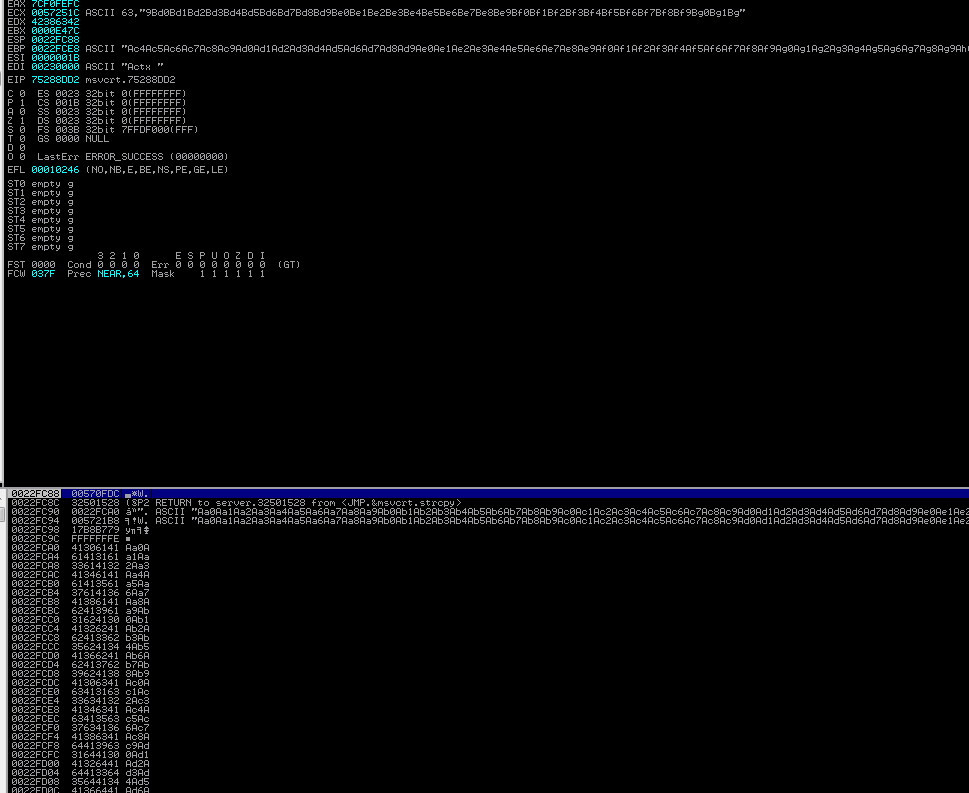 EAX 7CF0FEFC
ECX 0057251C ASCII 63,"9Bd0Bd1Bd2Bd3Bd4Bd5Bd6Bd7Bd8Bd9Be0Be1Be2Be3Be4Be5Be6Be7Be8Be9Bf0Bf1Bf2Bf3Bf4Bf5Bf6Bf7Bf8Bf9Bg0Bg1Bg"
EDX 42386342
EBX 0000E47C
ESP 0022FC88
EBP 0022FCE8 ASCII "Ac4Ac5Ac6Ac7Ac8Ac9Ad0Ad1Ad2Ad3Ad4Ad5Ad6Ad7Ad8Ad9Ae0Ae1Ae2Ae3Ae4Ae5Ae6Ae7Ae8Ae9Af0Af1Af2Af3Af4Af5Af6Af7Af8Af9Ag0Ag1Ag2Ag3Ag4Ag5Ag6Ag7Ag8Ag9Ah
ESI 0000001B
EDI 00230000 ASCII "Actx "
EIP 75288DD2 msvcrt.75288DD2
C 0 ES 0023 32bit 0(FFFFFFFF)
P 1 CS 001B 32bit 0(FFFFFFFF)
A 0 SS 0023 32bit 0(FFFFFFFF)
Z 1 DS 0023 32bit 0(FFFFFFFF)
S 0 FS 003B 32bit 7FFDF000(FFF)
T 0 GS 0000 NULL
D 0
O 0 LastErr ERROR_SUCCESS (00000000)
EFL 00010246 (NO,NB,E,BE,NS,PE,GE,LE)
ST0 empty g
ST1 empty g
ST2 empty g
ST3 empty g
ST4 empty g
ST5 empty g
ST6 empty g
ST7 empty g
3 2 1 0 E S P U O Z D I
FST 0000 Cond 0 0 0 0 Err 0 0 0 0 0 0 0 0 (GT)
FCW 037F Prec NEAR,64 Mask 1 1 1 1 1 1
0022FC88 00570FDC
0022FC8C 32501528 (§P2 RETURN to server.32501528 from <JMP.&msvcrt.strcpy>
0022FC90 0022FCA0 ASCII "Aa0Aa1Aa2Aa3Aa4Aa5Aa6Aa7Aa8Aa9Ab0Ab1Ab2Ab3Ab4Ab5Ab6Ab7Ab8Ab9Ac0Ac1Ac2Ac3Ac4Ac5Ac6Ac7Ac8Ac9Ad0Ad1Ad2Ad3Ad4Ad5Ad6Ad7Ad8Ad9Ae0Ae1Ae2
0022FC94 005721B8 ASCII "Aa0Aa1Aa2Aa3Aa4Aa5Aa6Aa7Aa8Aa9Ab0Ab1Ab2Ab3Ab4Ab5Ab6Ab7Ab8Ab9Ac0Ac1Ac2Ac3Ac4Ac5Ac6Ac7Ac8Ac9Ad0Ad1Ad2Ad3Ad4Ad5Ad6Ad7Ad8Ad9Ae0Ae1Ae2
0022FC98 17B8B779
0022FC9C FFFFFFFE
0022FCA0 41306141 Aa0A
0022FCA4 61413161 a1Aa
0022FCA8 33614132 2Aa3
0022FCAC 41346141 Aa4A
0022FCB0 61413561 a5Aa
0022FCB4 37614136 6Aa7
0022FCB8 41386141 Aa8A
0022FCBC 62413961 a9Ab
0022FCC0 31624130 0Ab1
0022FCC4 41326241 Ab2A
0022FCC8 62413362 b3Ab
0022FCCC 35624134 4Ab5
0022FCD0 41366241 Ab6A
0022FCD4 62413762 b7Ab
0022FCD8 39624138 8Ab9
0022FCDC 41306341 Ac0A
0022FCE0 63413163 c1Ac
0022FCE4 33634132 2Ac3
0022FCE8 41346341 Ac4A
0022FCEC 63413563 c5Ac
0022FCF0 37634136 6Ac7
0022FCF4 41386341 Ac8A
0022FCF8 64413963 c9Ad
0022FCFC 31644130 0Ad1
0022FD00 41326441 Ad2A
0022FD04 64413364 d3Ad
0022FD08 35644134 4Ad5
0022FD0C 41366441 Ad6A